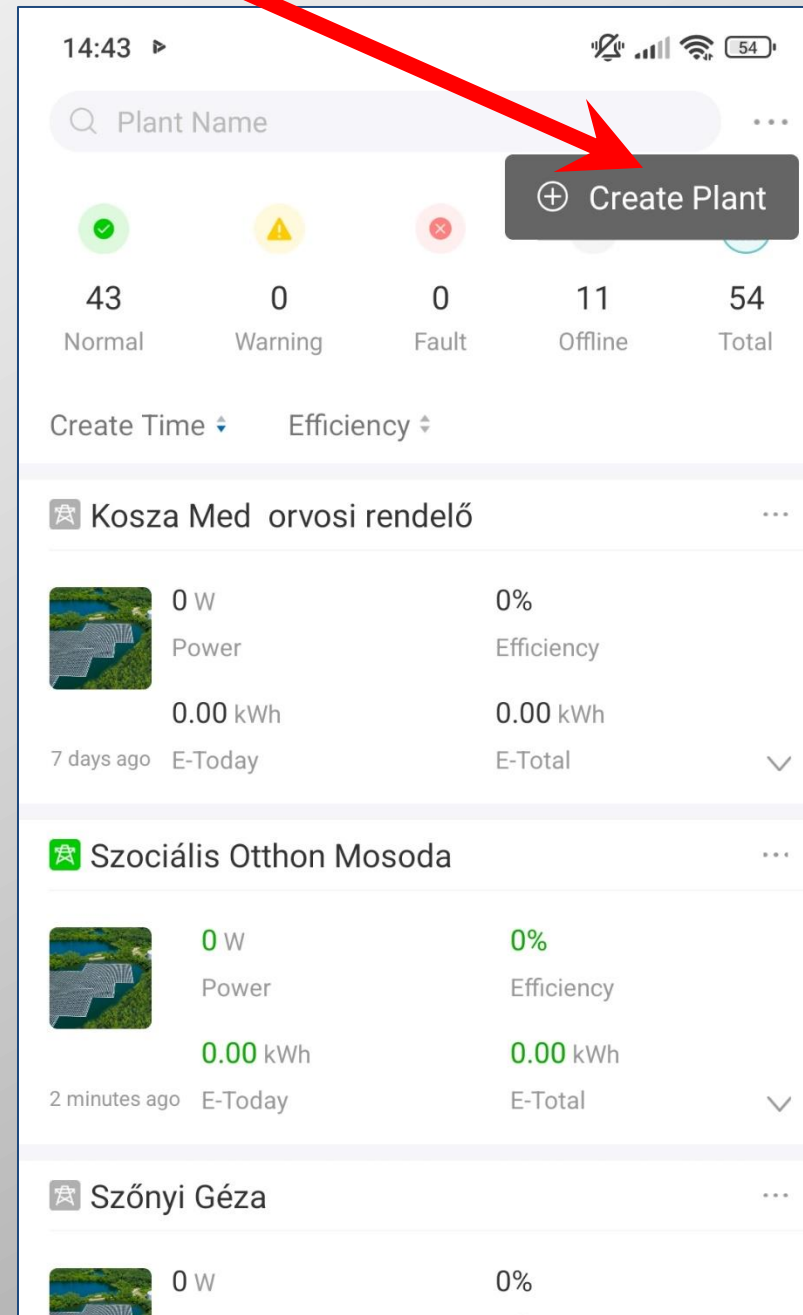 14:43
54
Plant Name
Create Plant
43 0 0 11 54
Normal Warning Fault Offline Total
Create Time Efficiency
Kosza Med orvosi rendelő
0 W 0%
Power Efficiency
0.00 kWh 0.00 kWh
7 days ago E-Today E-Total
Szociális Otthon Mosoda
0 W 0%
Power Efficiency
0.00 kWh 0.00 kWh
2 minutes ago E-Today E-Total
Szőnyi Géza
0 W 0%